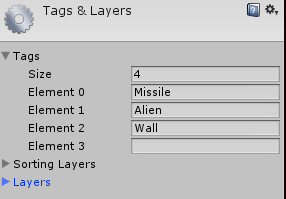 Tags & Layers
Tags
Size 4
Element 0 Missile
Element 1 Alien
Element 2 Wall
Element 3
Sorting Layers
Layers